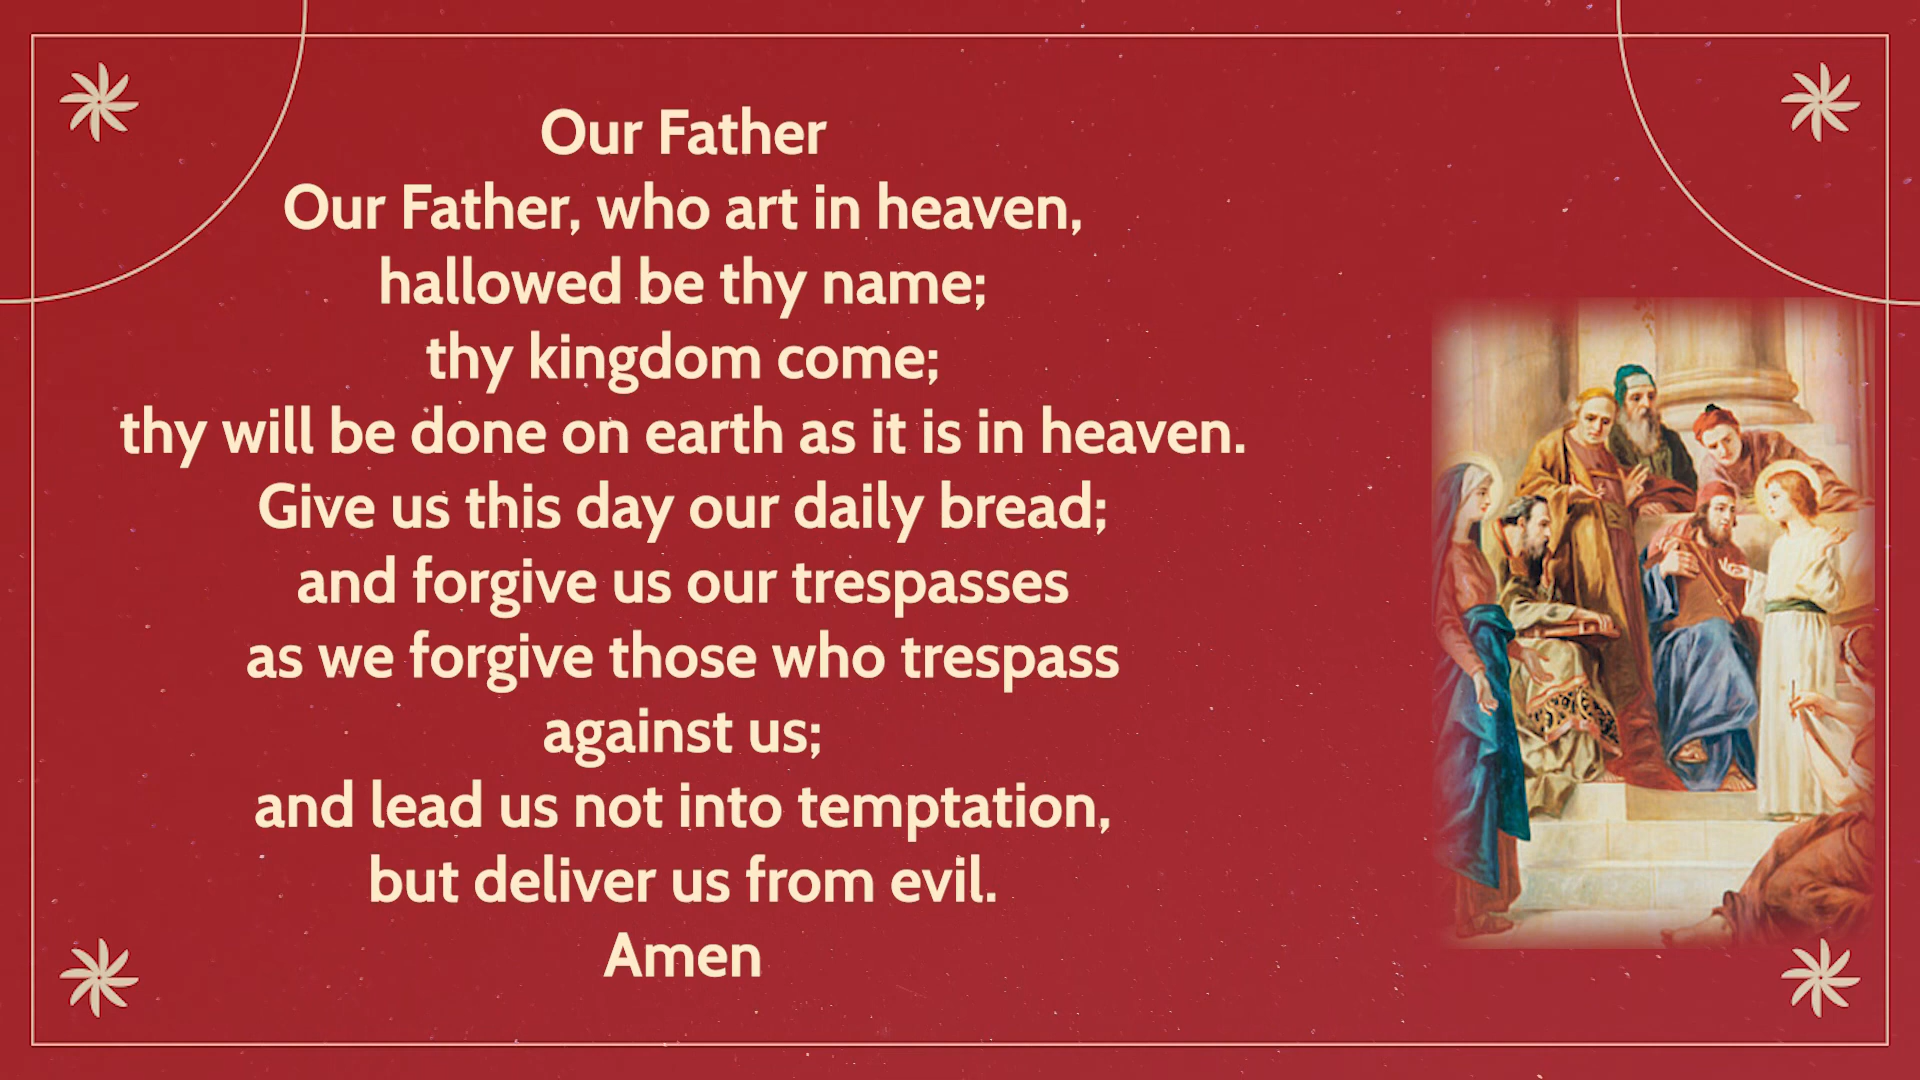 Our Father
Our Father, who art in heaven,
hallowed be thy name;
thy kingdom come;
thy will be done on earth as it is in heaven.
Give us this day our daily bread;
and forgive us our trespasses
as we forgive those who trespass
against us;
and lead us not into temptation,
but deliver us from evil.
Amen